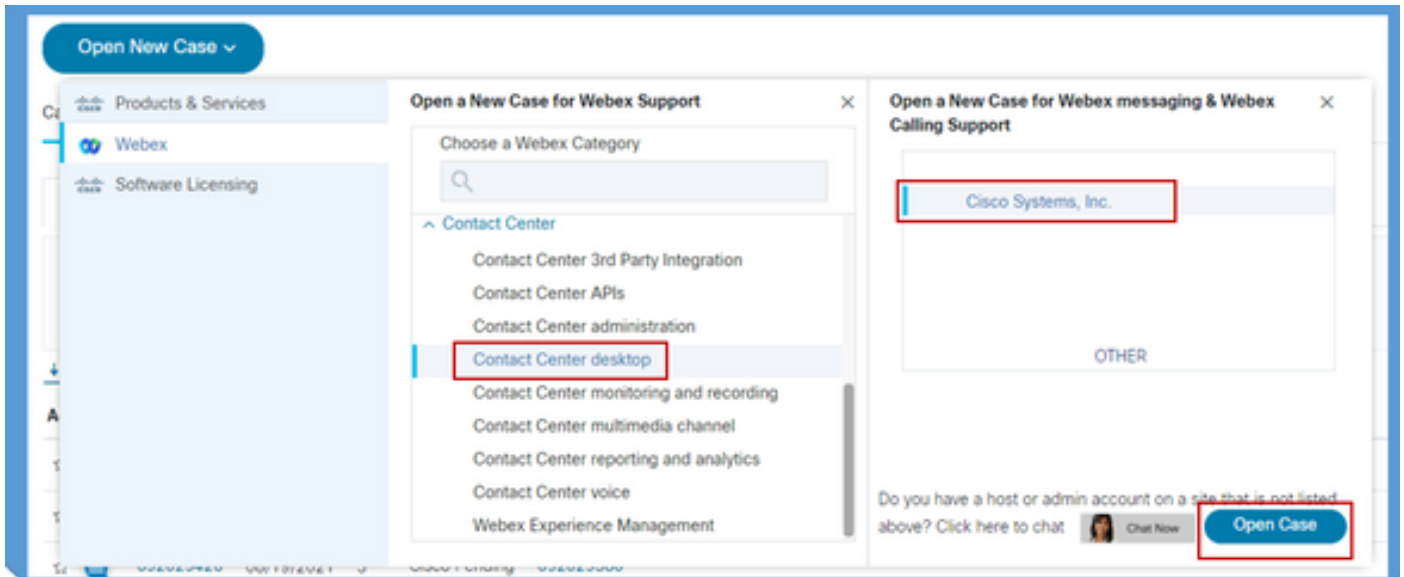 Open New Case
Products & Services
Webex
Software Licensing
Open a New Case for Webex Support
Choose a Webex Category
Contact Center
Contact Center 3rd Party Integration
Contact Center APIs
Contact Center administration
Contact Center desktop
Contact Center monitoring and recording
Contact Center multimedia channel
Contact Center reporting and analytics
Contact Center voice
Webex Experience Management
Open a New Case for Webex messaging & Webex
Calling Support
Cisco Systems, Inc.
OTHER
Do you have a host or admin account on a site that is not listed
above? Click here to chat
Chat Now
Open Case